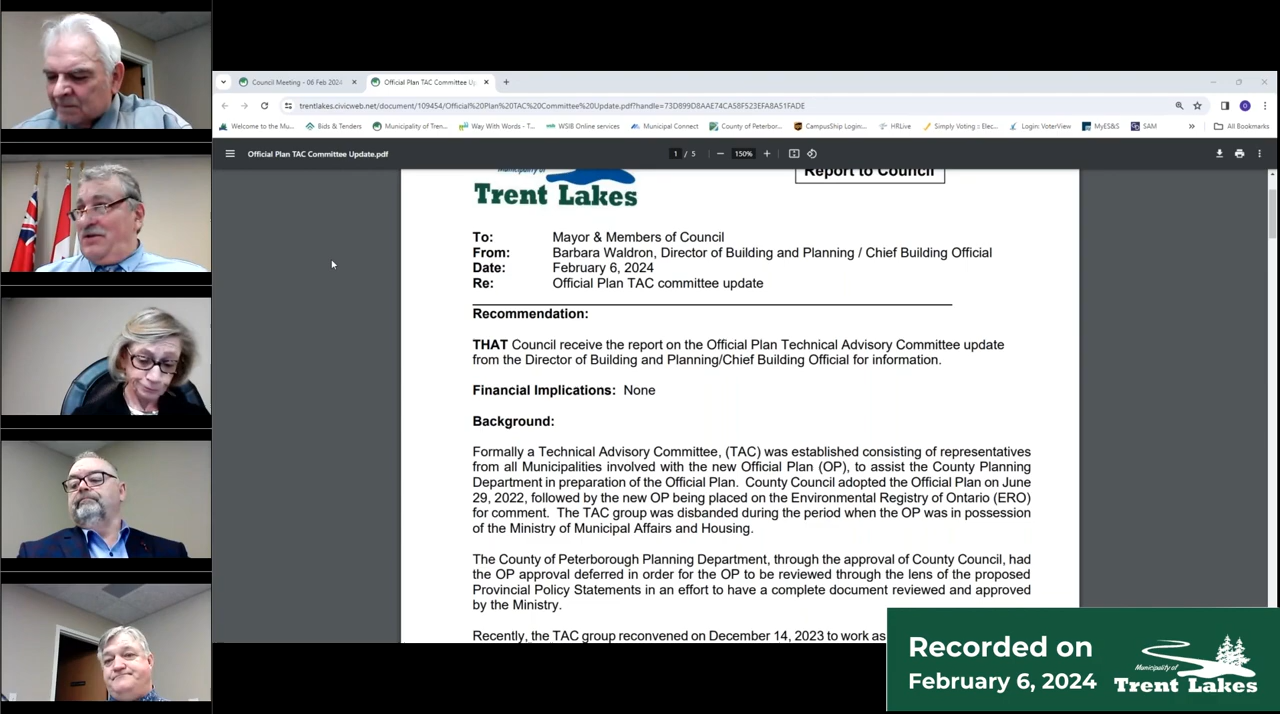 Council Meeting - 06 Feb 2024
Official Plan TAC Committee Up
trentlakes.civicweb.net/document/109454/Official%20Plan%20TAC%20Committee%20Update.pdf?handle=73D899D8AAE74CA58F523EFA8A51FADE
Welcome to the Mu... Bids & Tenders Municipality of Tren... Way With Words - T... WSIB Online services Municipal Connect County of Peterbor... CampusShip Login:... HRLive Simply Voting :: Elec... Login: VoterView MyES&S SAM » All Bookmarks
Official Plan TAC Committee Update.pdf 1 / 5 — 150% +
Municipality of
Report to Council
Trent Lakes
To: Mayor & Members of Council
From: Barbara Waldron, Director of Building and Planning / Chief Building Official
Date: February 6, 2024
Re: Official Plan TAC committee update
Recommendation:
THAT Council receive the report on the Official Plan Technical Advisory Committee update
from the Director of Building and Planning/Chief Building Official for information.
Financial Implications: None
Background:
Formally a Technical Advisory Committee, (TAC) was established consisting of representatives
from all Municipalities involved with the new Official Plan (OP), to assist the County Planning
Department in preparation of the Official Plan. County Council adopted the Official Plan on June
29, 2022, followed by the new OP being placed on the Environmental Registry of Ontario (ERO)
for comment. The TAC group was disbanded during the period when the OP was in possession
of the Ministry of Municipal Affairs and Housing.
The County of Peterborough Planning Department, through the approval of County Council, had
the OP approval deferred in order for the OP to be reviewed through the lens of the proposed
Provincial Policy Statements in an effort to have a complete document reviewed and approved
by the Ministry.
Recently, the TAC group reconvened on December 14, 2023 to work as
Recorded on
February 6, 2024
Municipality of
Trent Lakes